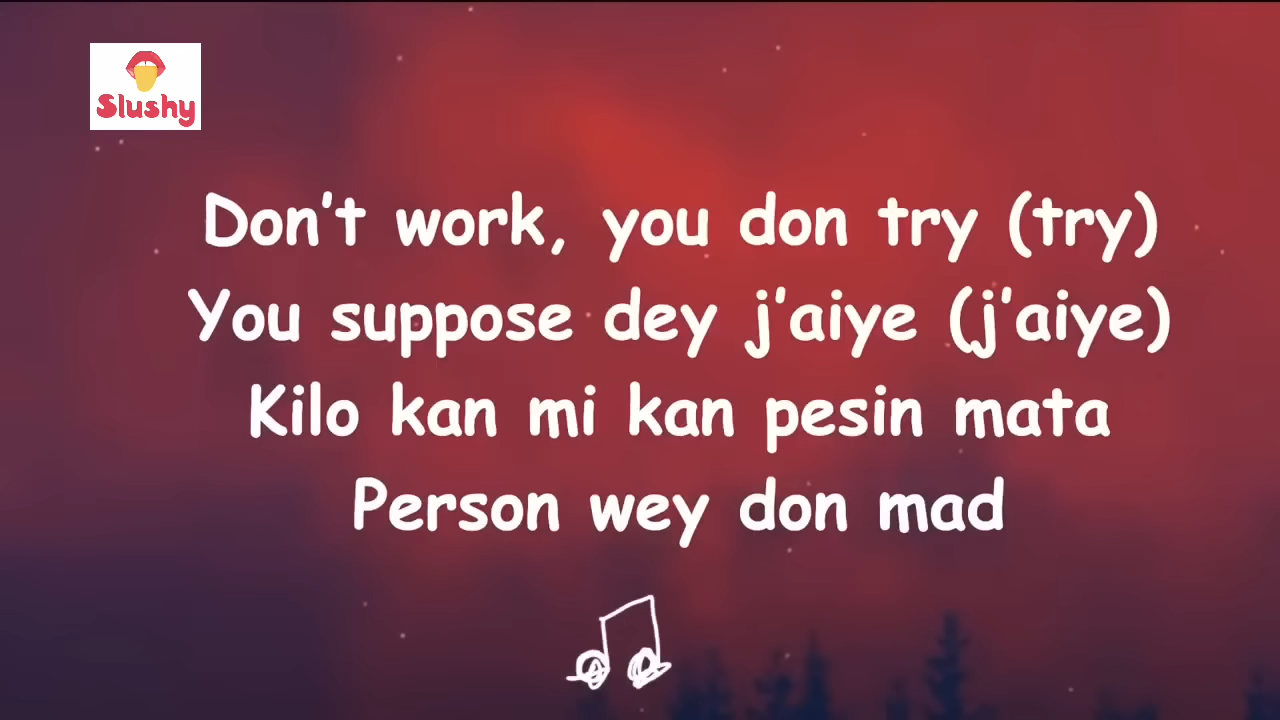 Slushy
Don't work, you don try (try)
You suppose dey j'aiye (j'aiye)
Kilo kan mi kan pesin mata
Person wey don mad